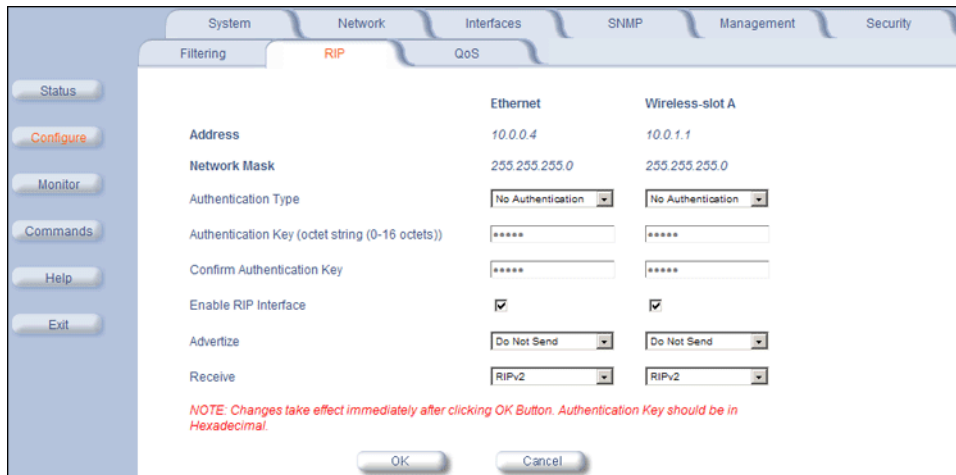 System Network Interfaces SNMP Management Security
Filtering RIP QoS
Status
Configure
Monitor
Commands
Help
Exit
Ethernet Wireless-slot A
Address 10.0.0.4 10.0.1.1
Network Mask 255.255.255.0 255.255.255.0
Authentication Type No Authentication No Authentication
Authentication Key (octet string (0-16 octets)) ***** *****
Confirm Authentication Key ***** *****
Enable RIP Interface
Advertize Do Not Send Do Not Send
Receive RIPv2 RIPv2
NOTE: Changes take effect immediately after clicking OK Button. Authentication Key should be in
Hexadecimal.
OK Cancel